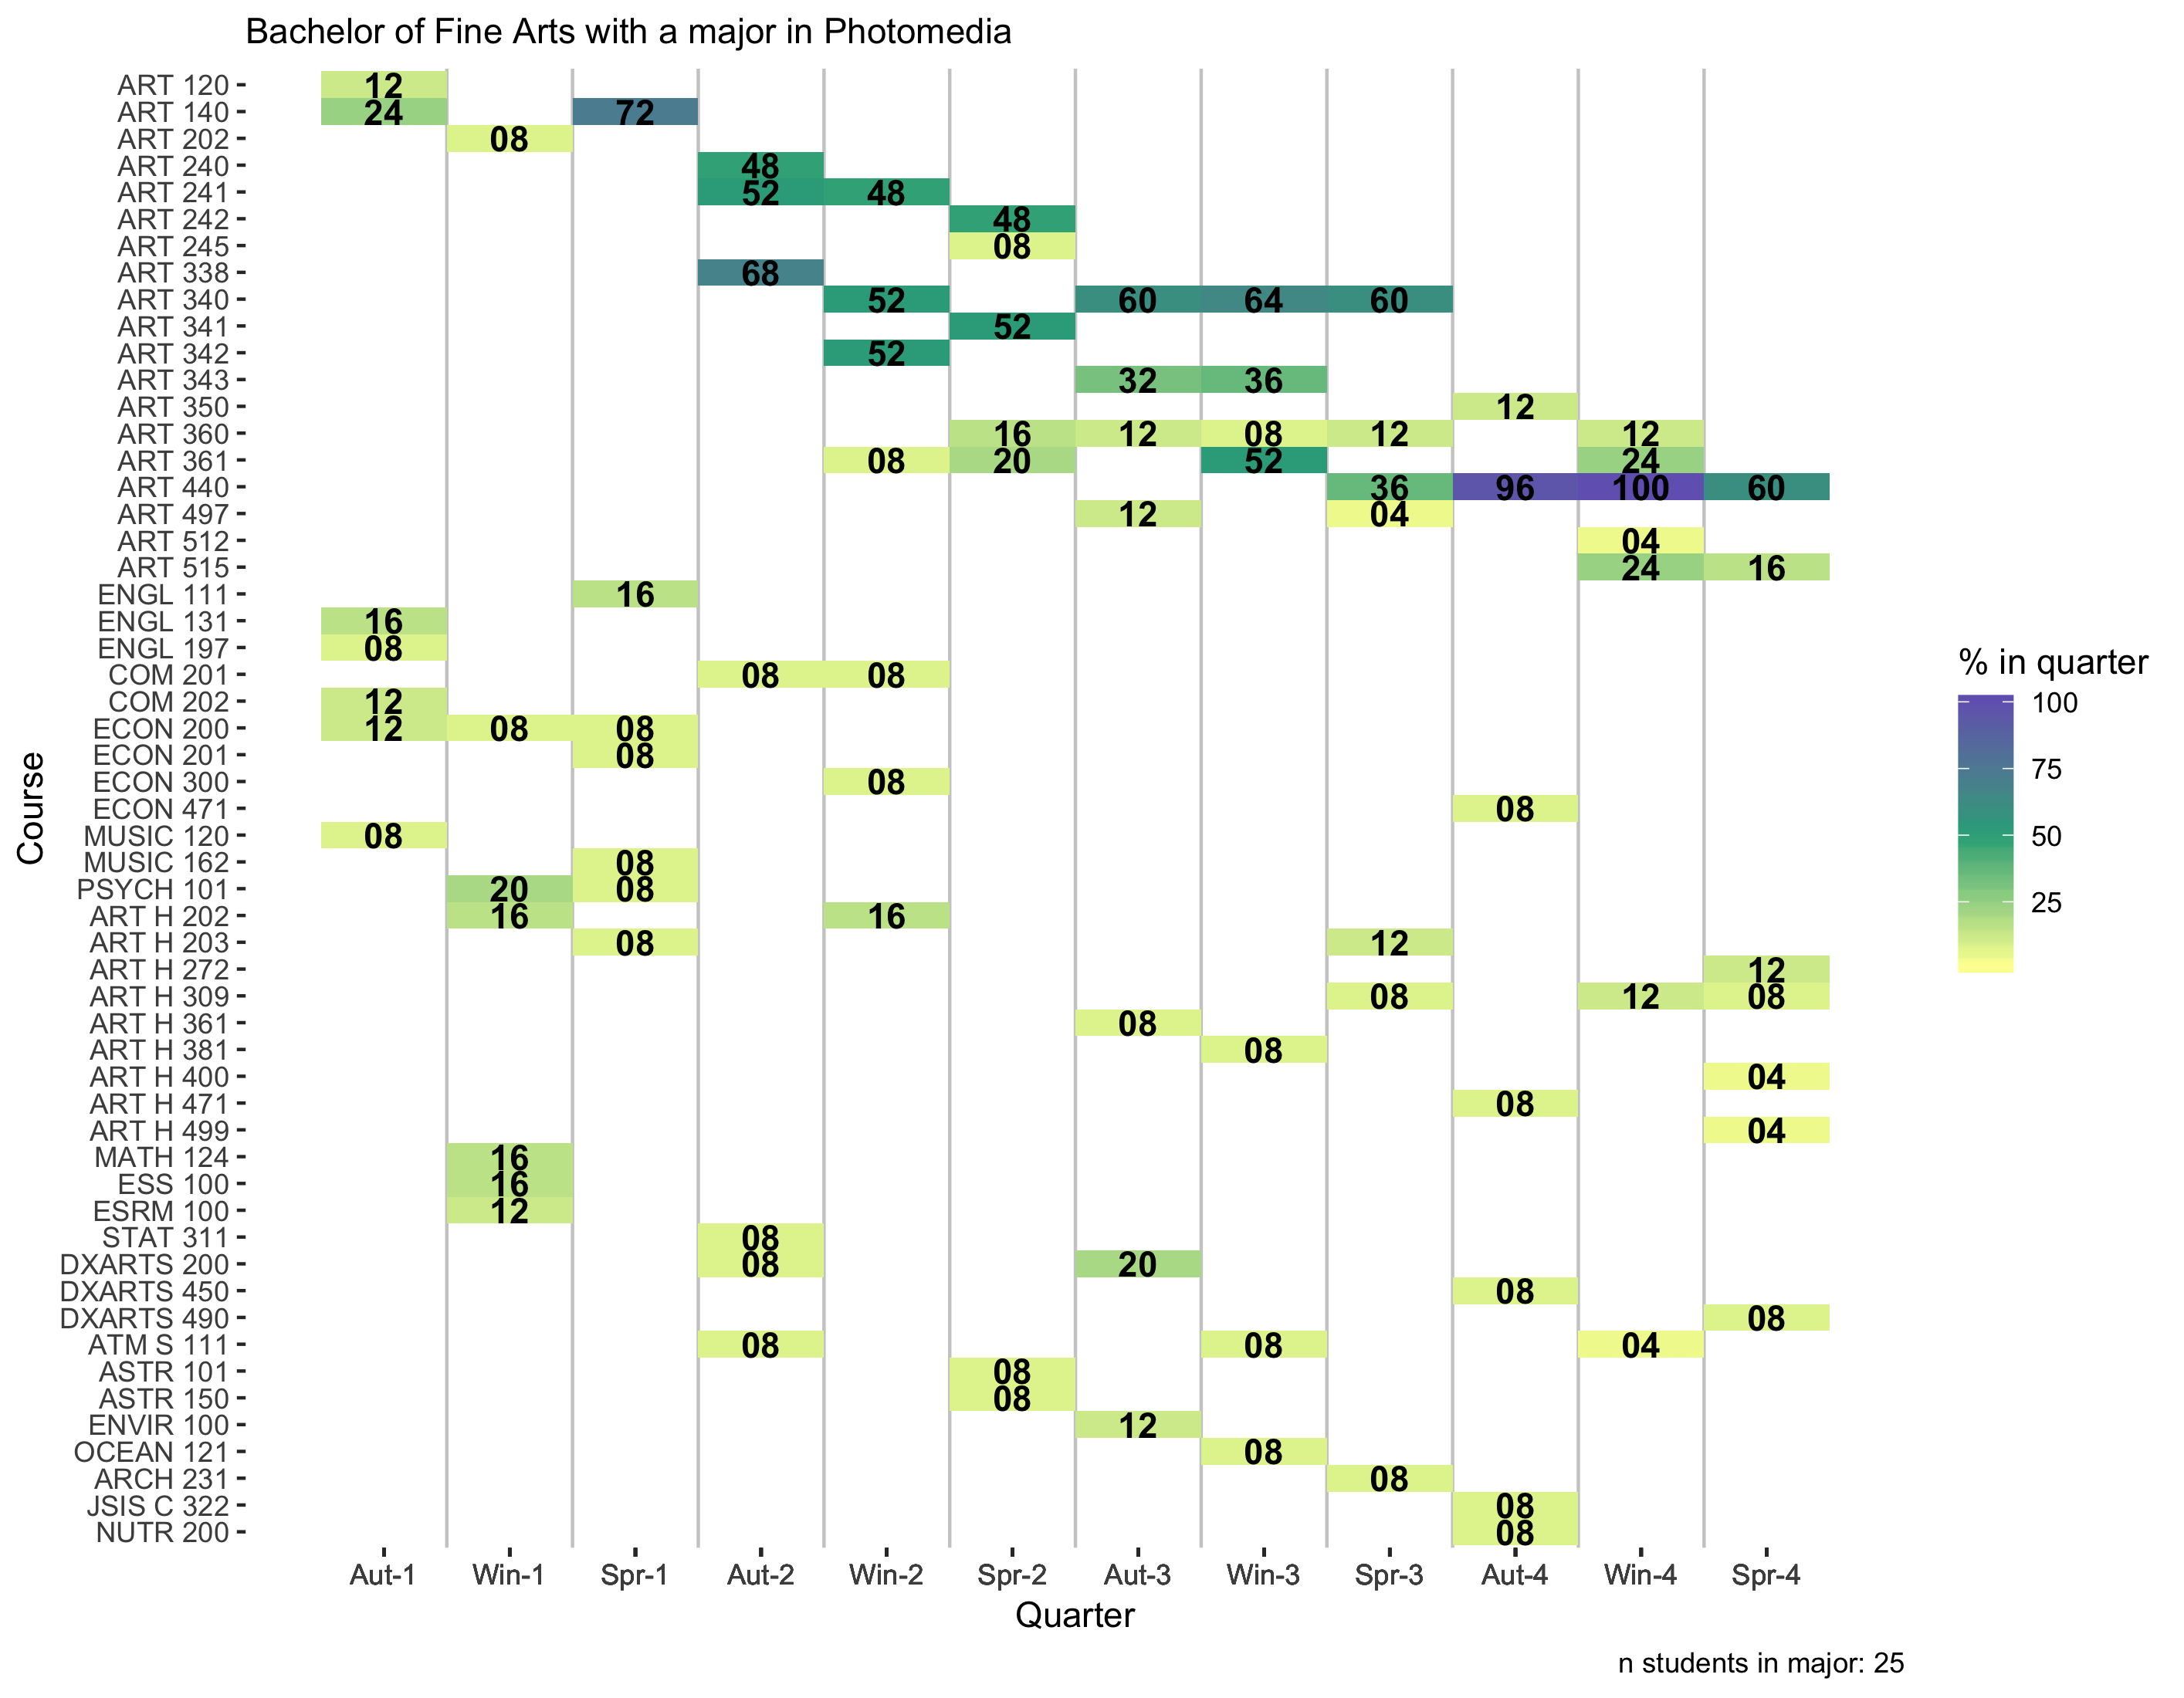 Bachelor of Fine Arts with a major in Photomedia
ART 120 12
ART 140 24 72
ART 202 08
ART 240 48
ART 241 52 48
ART 242 48
ART 245 08
ART 338 68
ART 340 52 60 64 60
ART 341 52
ART 342 52
ART 343 32 36
ART 350 12
ART 360 16 12 08 12 12
ART 361 08 20 52 24
ART 440 36 96 100 60
ART 497 12 04
ART 512 04
ART 515 24 16
ENGL 111 16
ENGL 131 16
ENGL 197 08
COM 201 08 08
COM 202 12
ECON 200 12 08 08
ECON 201 08
ECON 300 08
ECON 471 08
MUSIC 120 08
MUSIC 162 08
PSYCH 101 20 08
ART H 202 16 16
ART H 203 08 12
ART H 272 12
ART H 309 08 12 08
ART H 361 08
ART H 381 08
ART H 400 04
ART H 471 08
ART H 499 04
MATH 124 16
ESS 100 16
ESRM 100 12
STAT 311 08
DXARTS 200 08 20
DXARTS 450 08
DXARTS 490 08
ATM S 111 08 08 04
ASTR 101 08
ASTR 150 08
ENVIR 100 12
OCEAN 121 08
ARCH 231 08
JSIS C 322 08
NUTR 200 08
Aut-1 Win-1 Spr-1 Aut-2 Win-2 Spr-2 Aut-3 Win-3 Spr-3 Aut-4 Win-4 Spr-4
Quarter
Course
% in quarter
100
75
50
25
n students in major: 25